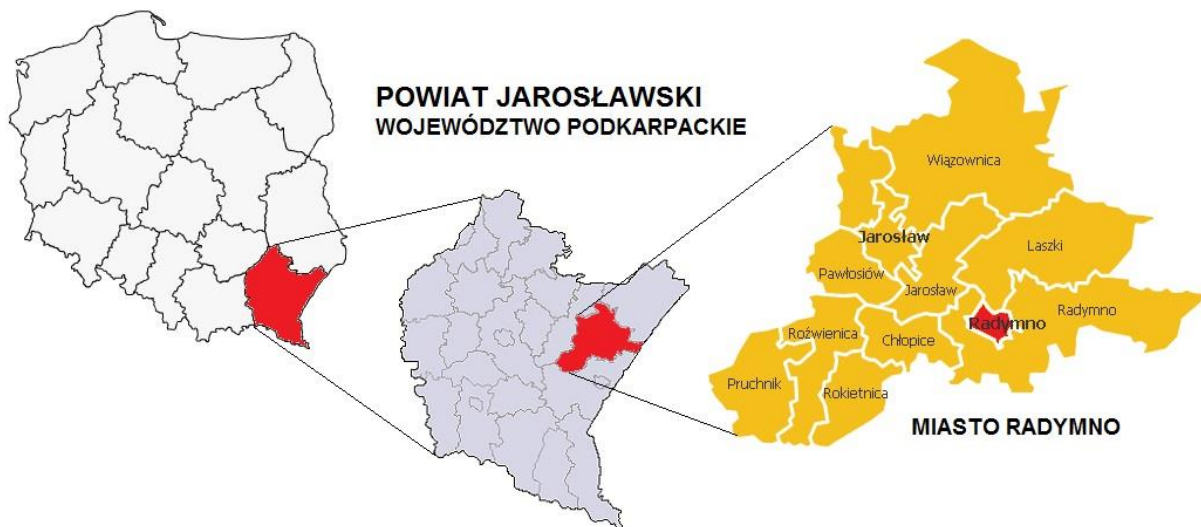 POWIAT JAROSŁAWSKI
WOJEWÓDZTWO PODKARPACKIE
Wiązownica
Jarosław
Laszki
Pawłosiów
Jarosław
Radymno
Radymno
Roźwienica
Chłopice
Pruchnik
Rokietnica
MIASTO RADYMNO